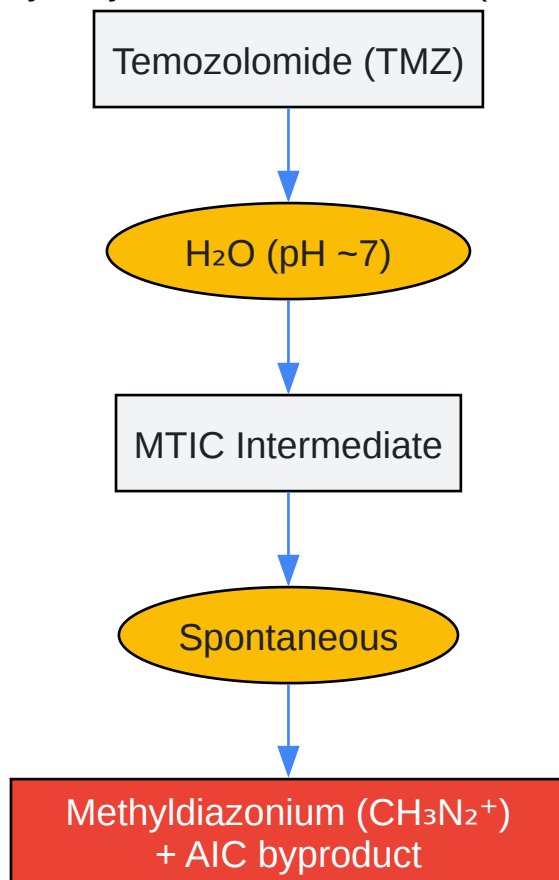 Temozolomide (TMZ)
H₂O (pH ~7)
MTIC Intermediate
Spontaneous
Methyldiazonium (CH₃N₂⁺)
+ AIC byproduct